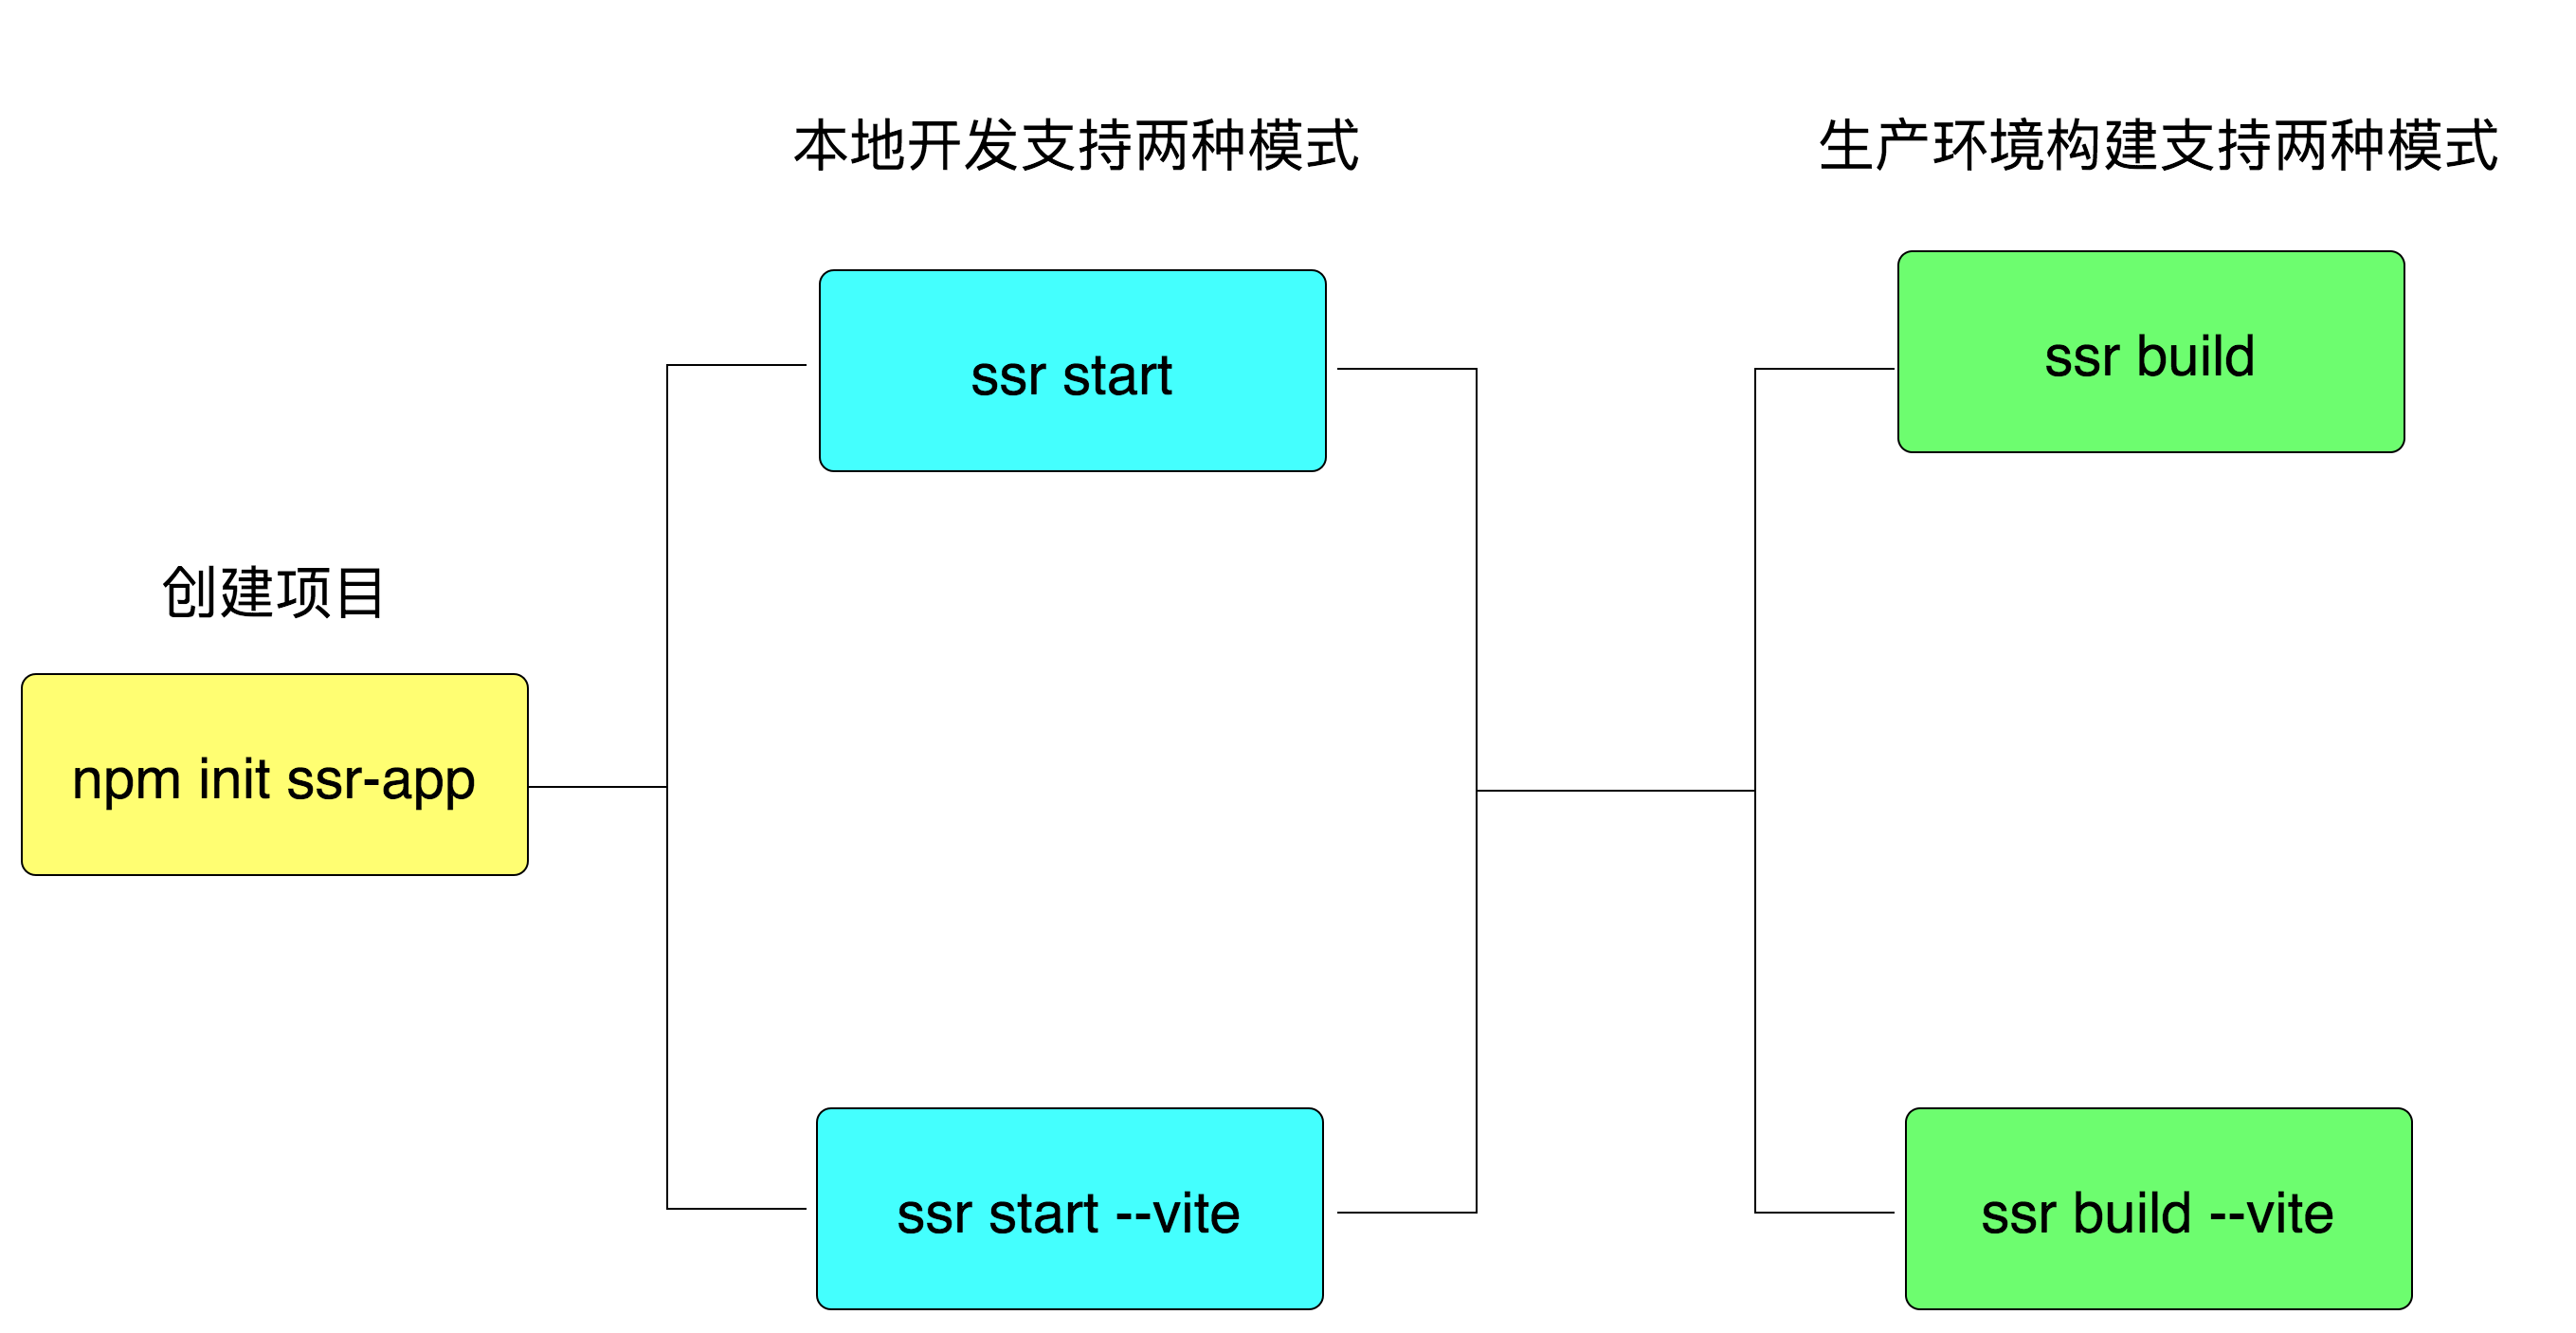 创建项目
npm init ssr-app
本地开发支持两种模式
ssr start
ssr start --vite
生产环境构建支持两种模式
ssr build
ssr build --vite